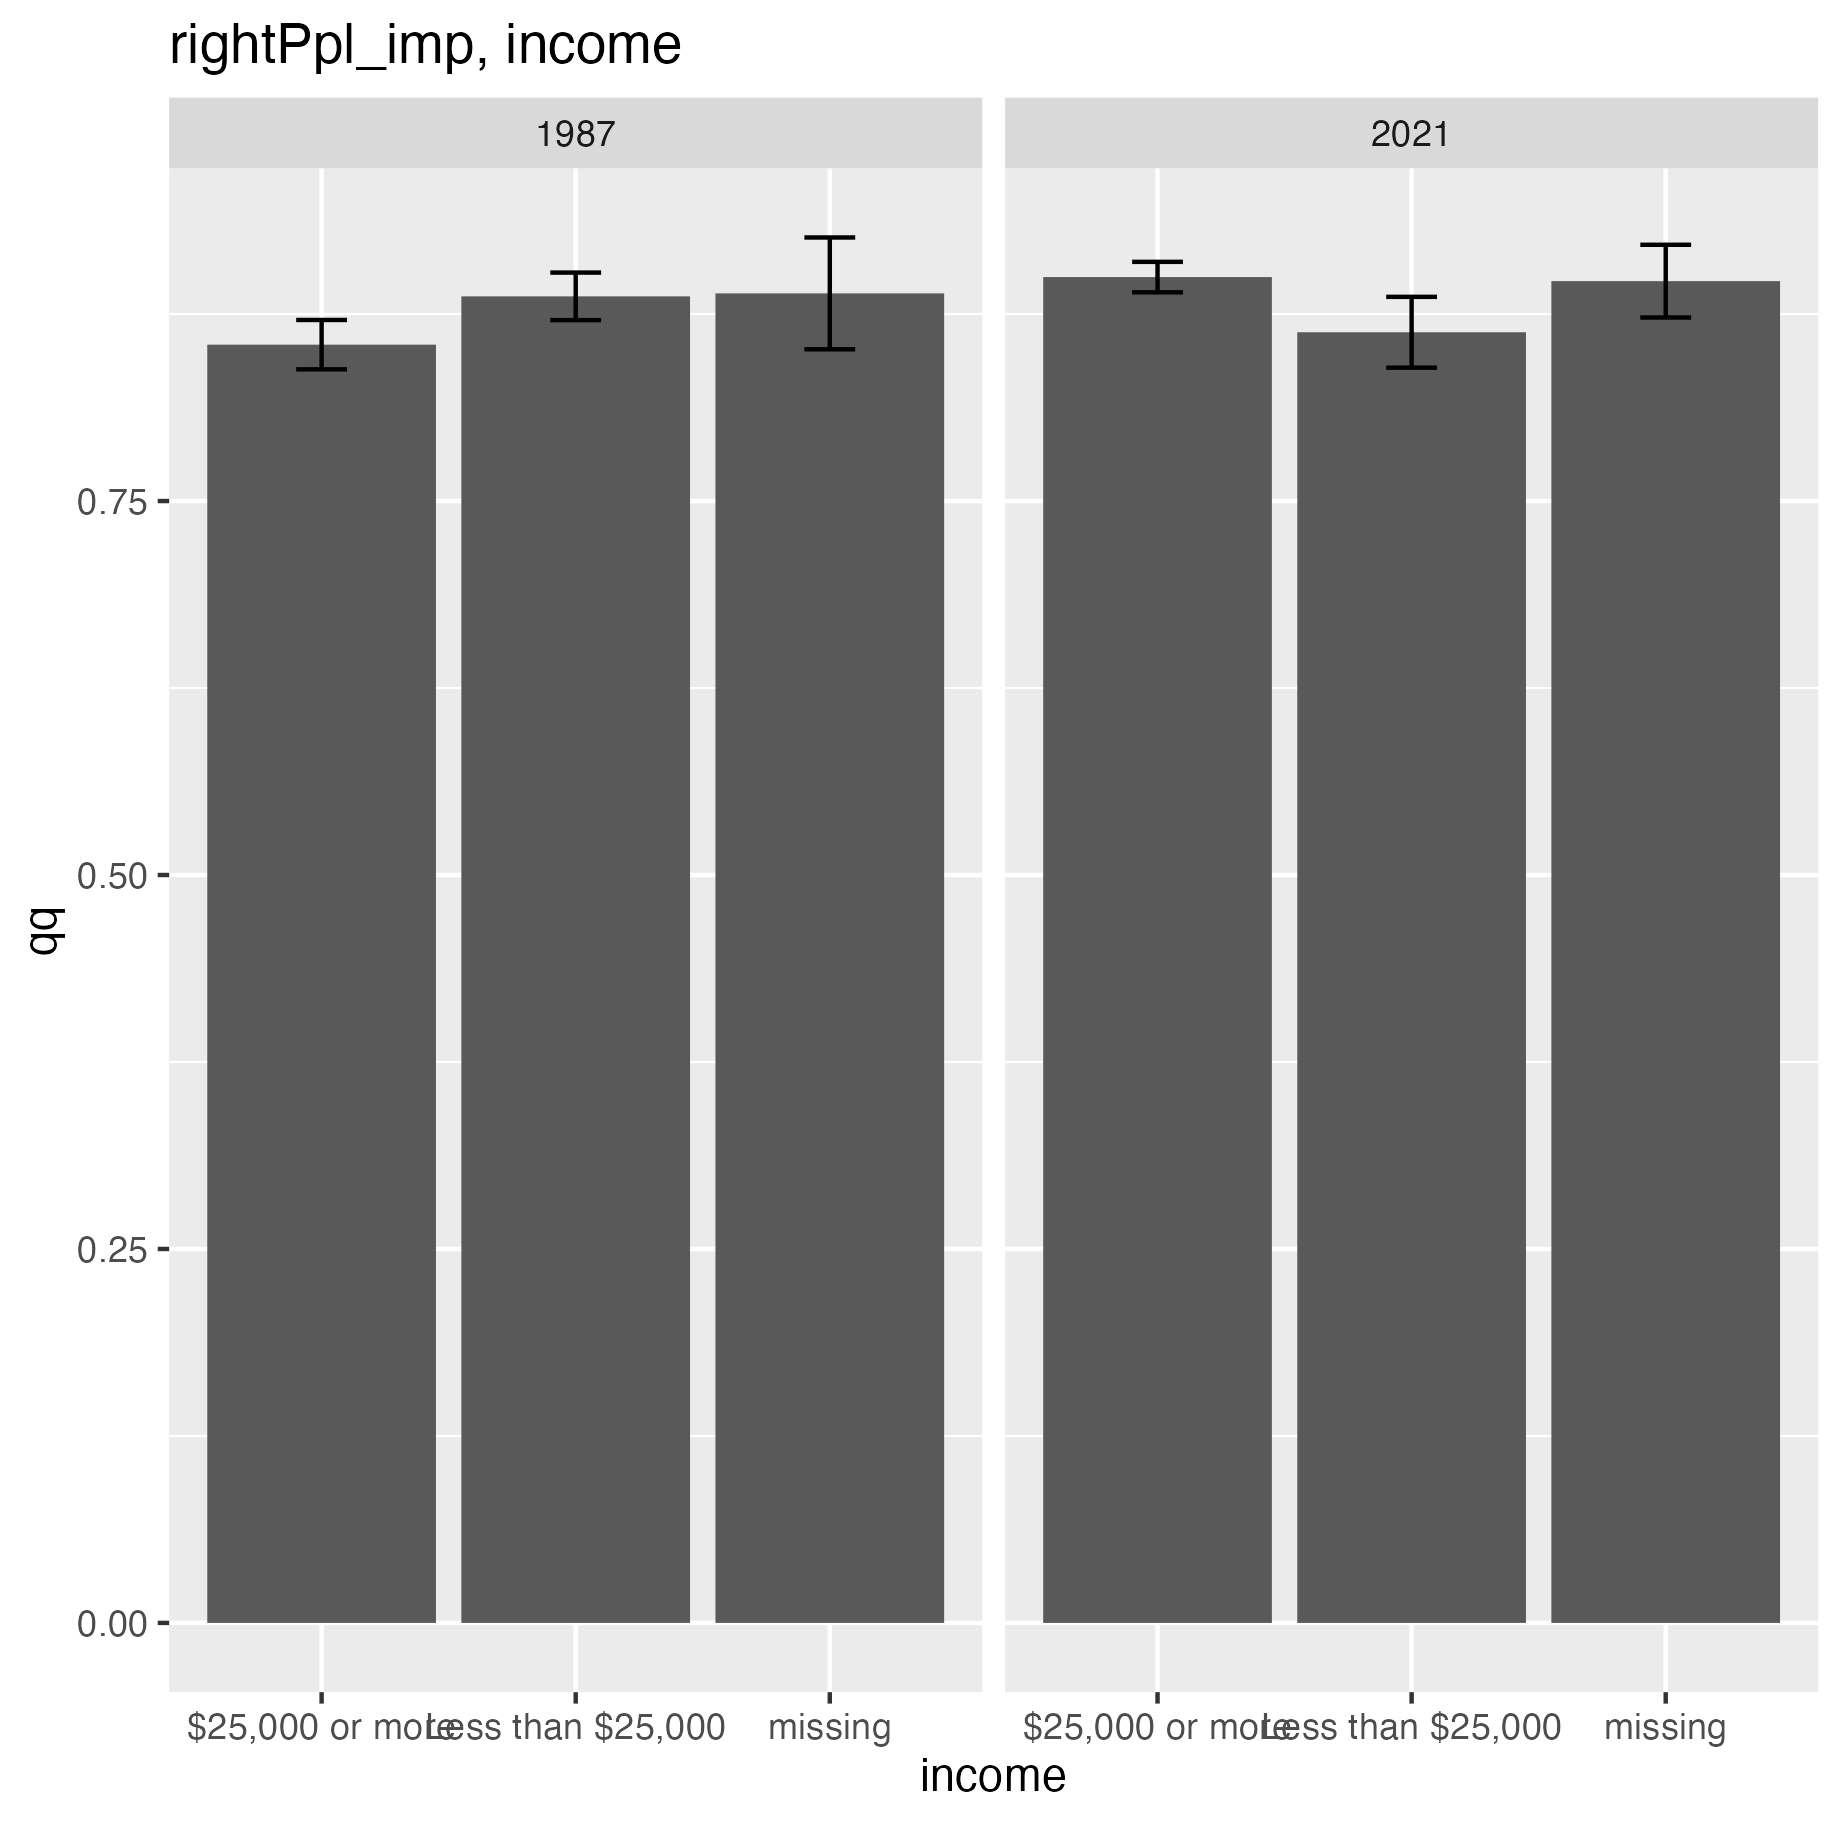 rightPpl_imp, income
1987
2021
qq
0.75
0.50
0.25
0.00
$25,000 or more Less than $25,000 missing
$25,000 or more Less than $25,000 missing
income